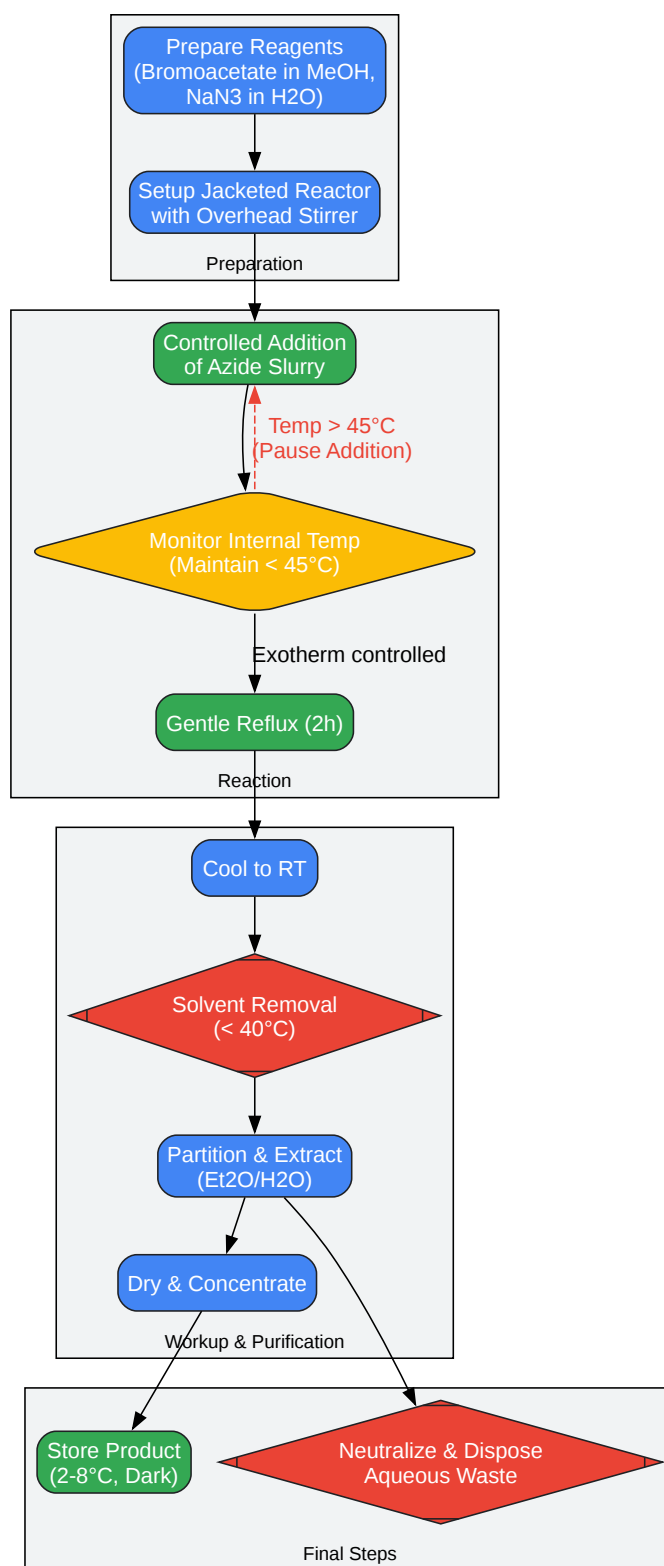 Prepare Reagents
(Bromoacetate in MeOH,
NaN3 in H2O)
Setup Jacketed Reactor
with Overhead Stirrer
Preparation
Controlled Addition
of Azide Slurry
Temp > 45°C
(Pause Addition)
Monitor Internal Temp
(Maintain < 45°C)
Exotherm controlled
Gentle Reflux (2h)
Reaction
Cool to RT
Solvent Removal
(< 40°C)
Partition & Extract
(Et2O/H2O)
Dry & Concentrate
Workup & Purification
Store Product
(2-8°C, Dark)
Neutralize & Dispose
Aqueous Waste
Final Steps